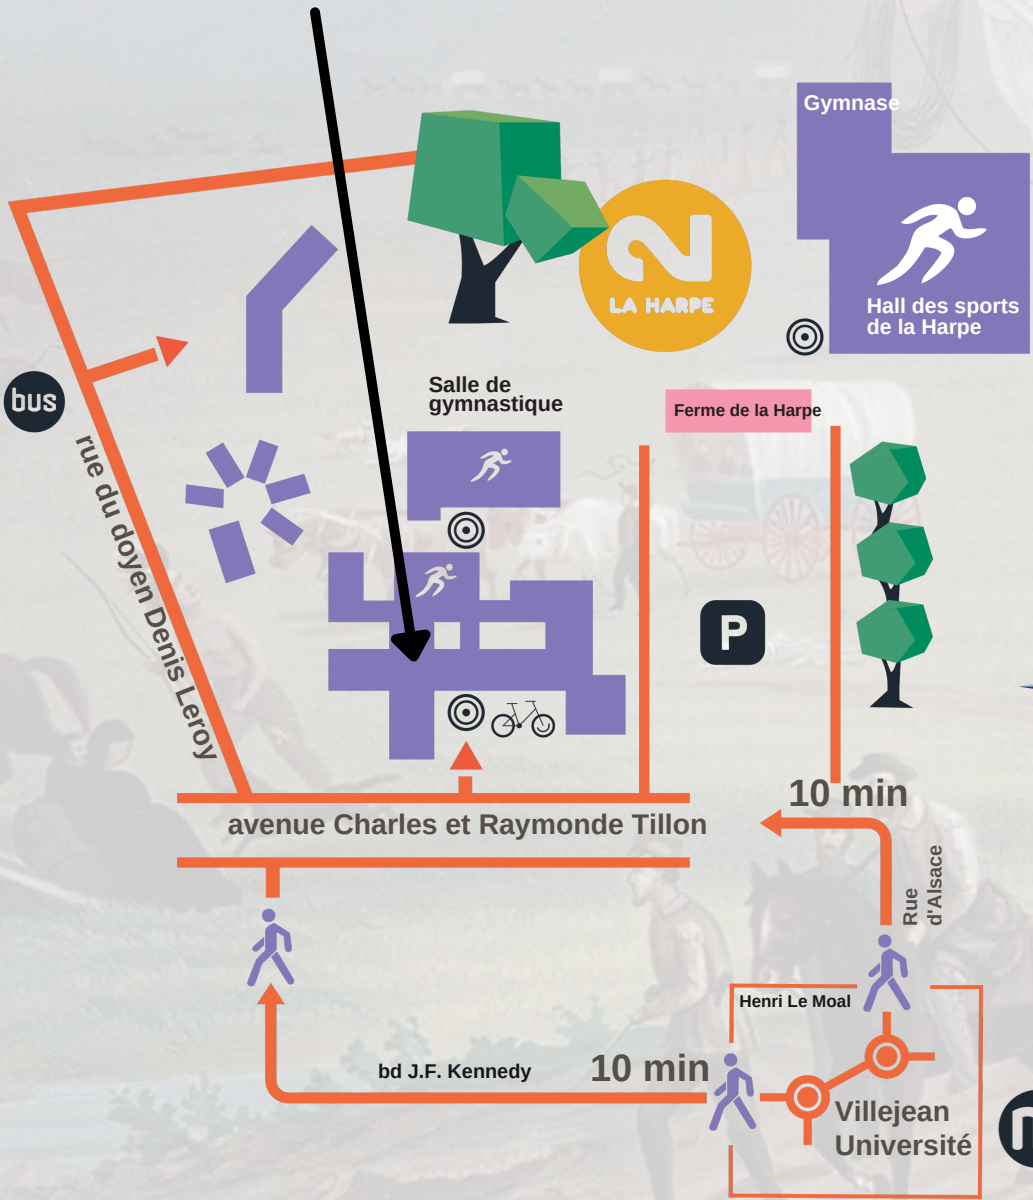 Gymnase
2
LA HARPE
Hall des sports
de la Harpe
Salle de
gymnastique
Ferme de la Harpe
bus
rue du doyen Denis Leroy
P
10 min
avenue Charles et Raymonde Tillon
Rue
d'Alsace
Henri Le Moal
bd J.F. Kennedy
10 min
Villejean
Université